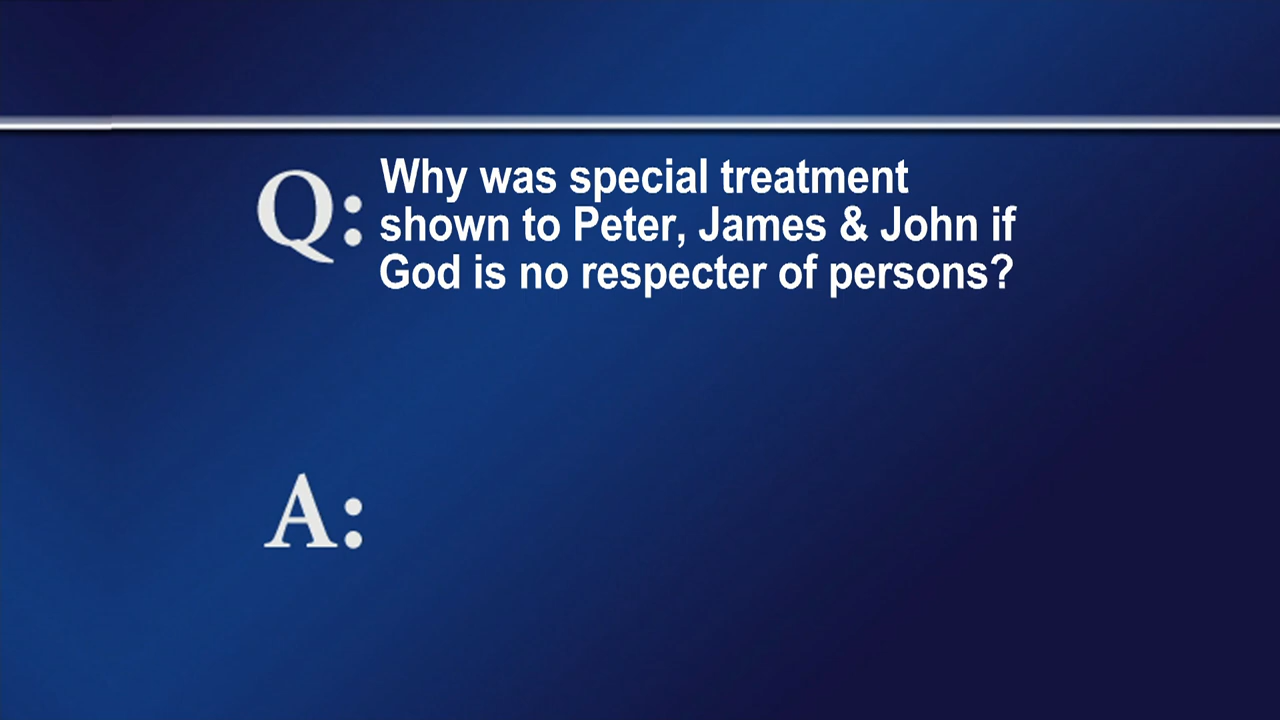 Q: Why was special treatment
shown to Peter, James & John if
God is no respecter of persons?
A: